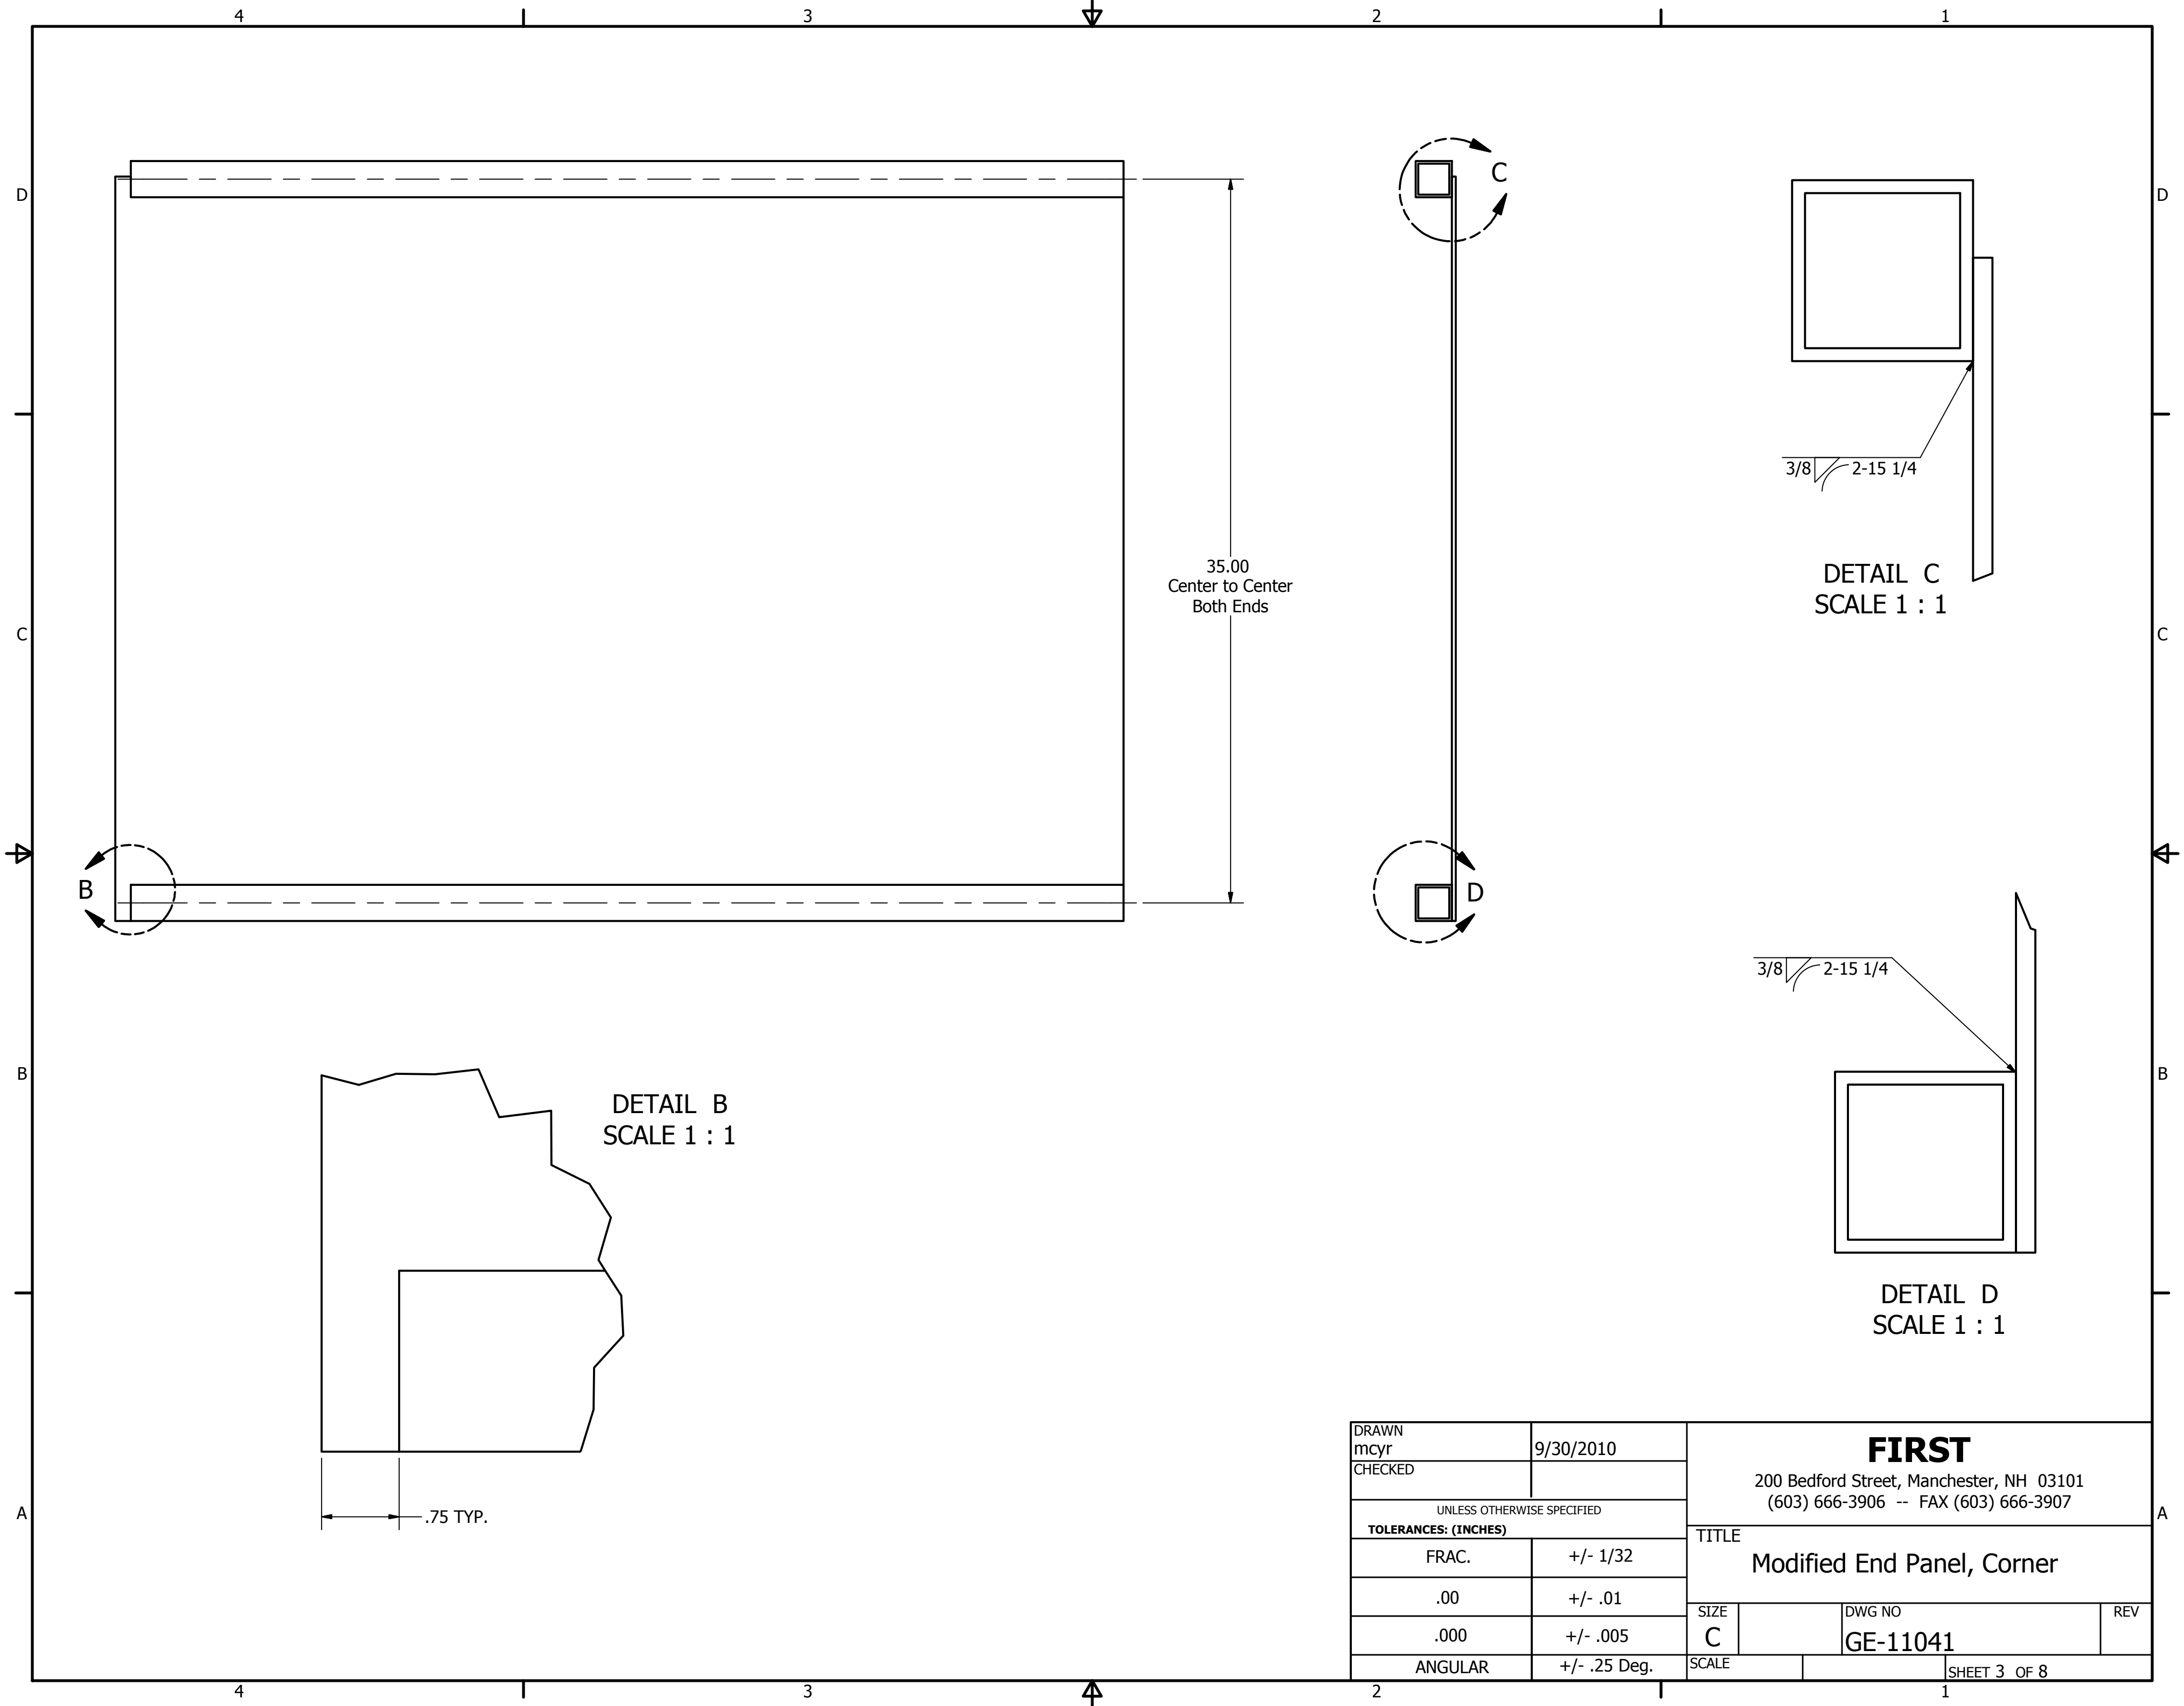 4 3 2 1
D
C
B
A
D
C
B
A
C
35.00
Center to Center
Both Ends
B
D
3/8 2-15 1/4
DETAIL C
SCALE 1 : 1
3/8 2-15 1/4
DETAIL D
SCALE 1 : 1
DETAIL B
SCALE 1 : 1
.75 TYP.
DRAWN
mcyr 9/30/2010
CHECKED
UNLESS OTHERWISE SPECIFIED
TOLERANCES: (INCHES)
FRAC. +/- 1/32
.00 +/- .01
.000 +/- .005
ANGULAR +/- .25 Deg.
FIRST
200 Bedford Street, Manchester, NH 03101
(603) 666-3906 -- FAX (603) 666-3907
TITLE
Modified End Panel, Corner
SIZE
C
DWG NO
GE-11041
REV
SCALE
SHEET 3 OF 8
4 3 2 1